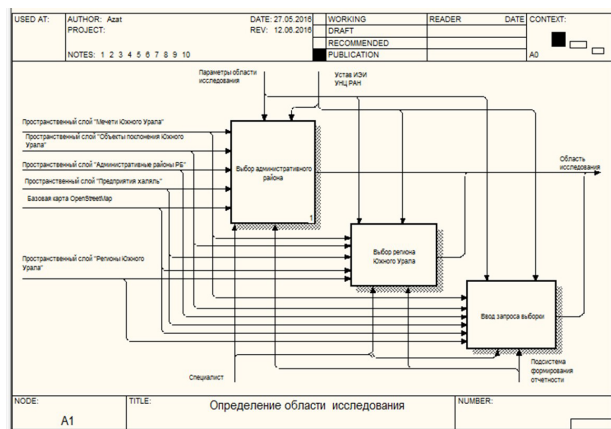 USED AT:
AUTHOR: Azat
DATE: 27.05.2016
WORKING
READER
DATE
CONTEXT:
PROJECT:
REV: 12.06.2016
DRAFT
RECOMMENDED
NOTES: 1 2 3 4 5 6 7 8 9 10
PUBLICATION
A0
Параметры области
исследования
Устав ИЭИ
УНЦ РАН
Пространственный слой "Мечети Южного Урала"
Пространственный слой "Объекты поклонения Южного
Урала"
Пространственный слой "Административные районы РБ"
Пространственный слой "Предприятия халяль"
Базовая карта OpenStreetMap
Выбор административного
района
1
Область
исследования
Пространственный слой "Регионы Южного
Урала"
Выбор региона
Южного Урала
Ввод запроса выборки
Специалист
Подсистема
формирования
отчетности
NODE:
TITLE:
NUMBER:
A1
Определение области исследования